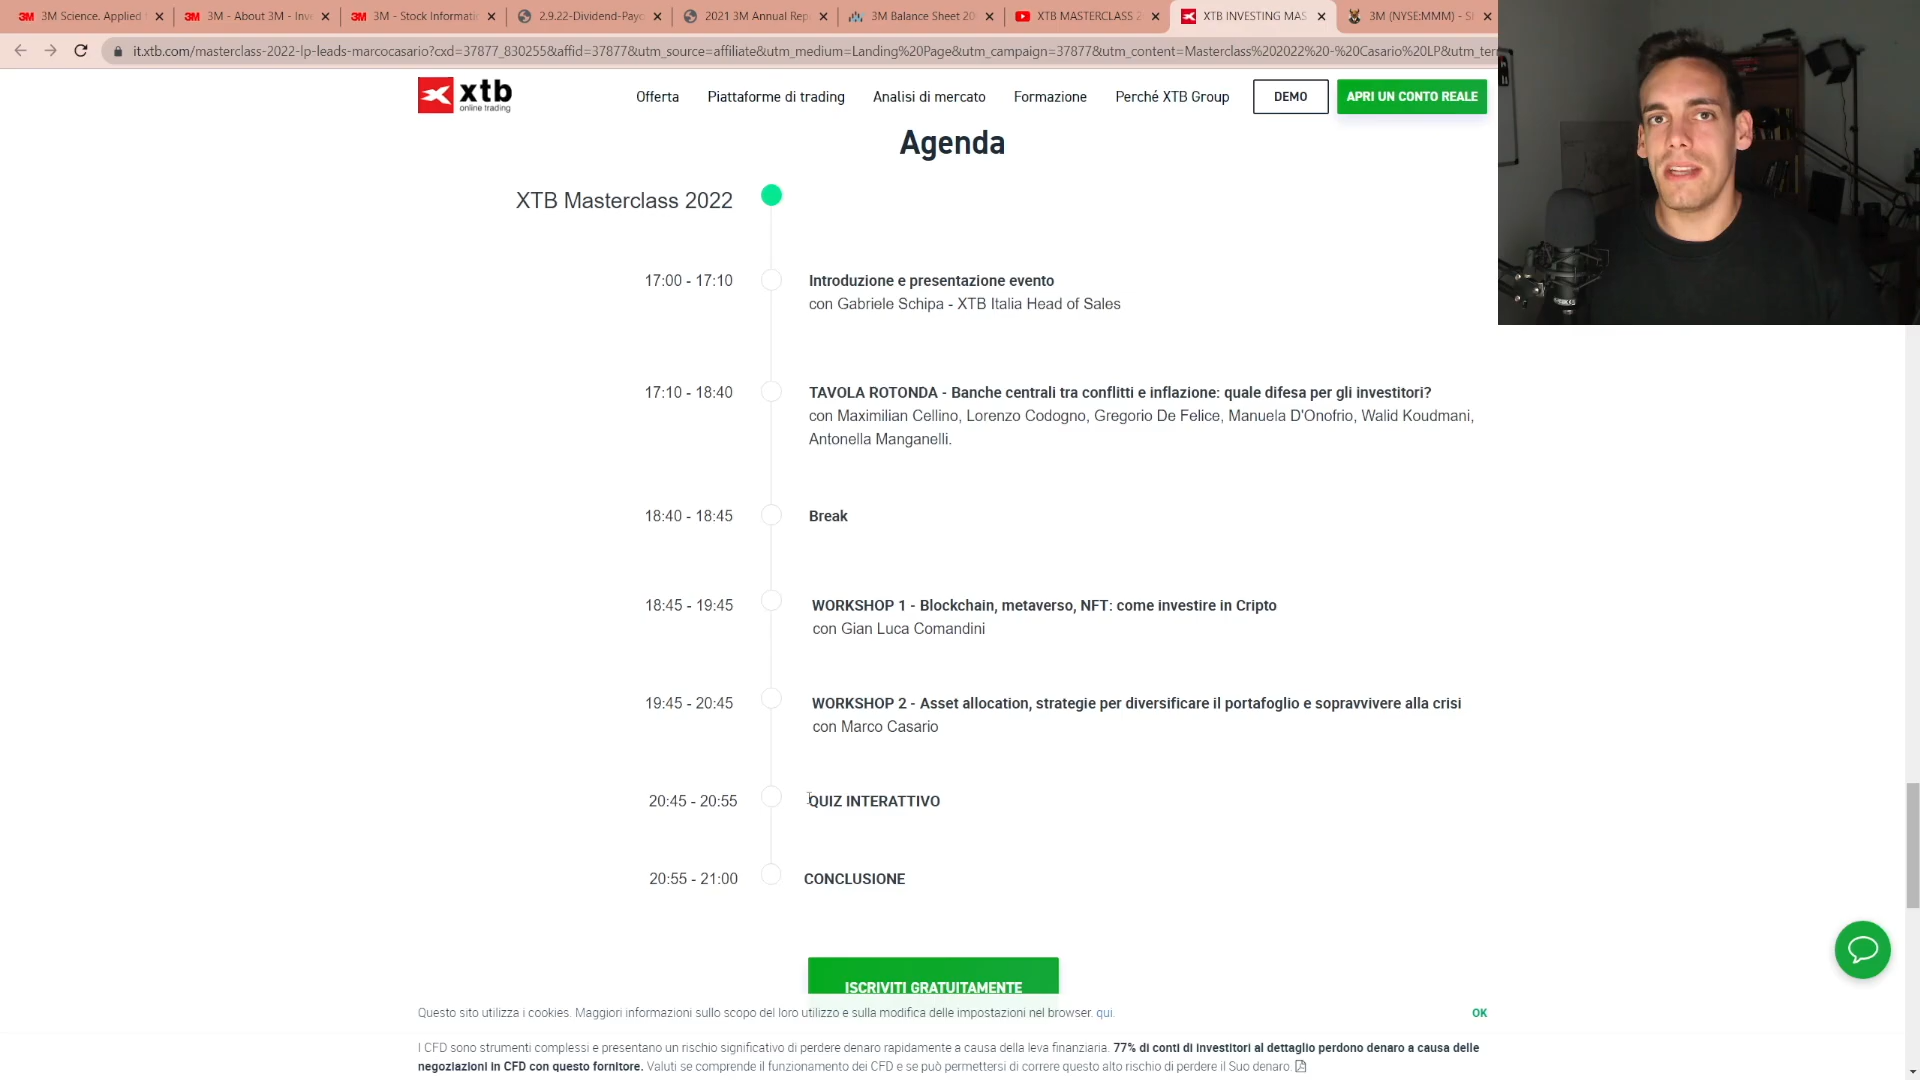 3M Science. Applied
3M - About 3M - Inv
3M - Stock Informati
2.9.22-Dividend-Payo
2021 3M Annual Rep
3M Balance Sheet 20
XTB MASTERCLASS 2
XTB INVESTING MAS
3M (NYSE:MMM) - S
it.xtb.com/masterclass-2022-lp-leads-marcocasario?cxd=37877_830255&affid=37877&utm_source=affiliate&utm_medium=Landing%20Page&utm_campaign=37877&utm_content=Masterclass%202022%20-%20Casario%20LP&utm_ter
xtb
online trading
Offerta
Piattaforme di trading
Analisi di mercato
Formazione
Perché XTB Group
DEMO
APRI UN CONTO REALE
Agenda
XTB Masterclass 2022
17:00 - 17:10
Introduzione e presentazione evento
con Gabriele Schipa - XTB Italia Head of Sales
17:10 - 18:40
TAVOLA ROTONDA - Banche centrali tra conflitti e inflazione: quale difesa per gli investitori?
con Maximilian Cellino, Lorenzo Codogno, Gregorio De Felice, Manuela D'Onofrio, Walid Koudmani,
Antonella Manganelli.
18:40 - 18:45
Break
18:45 - 19:45
WORKSHOP 1 - Blockchain, metaverso, NFT: come investire in Cripto
con Gian Luca Comandini
19:45 - 20:45
WORKSHOP 2 - Asset allocation, strategie per diversificare il portafoglio e sopravvivere alla crisi
con Marco Casario
20:45 - 20:55
QUIZ INTERATTIVO
20:55 - 21:00
CONCLUSIONE
ISCRIVITI GRATUITAMENTE
Questo sito utilizza i cookies. Maggiori informazioni sullo scopo del loro utilizzo e sulla modifica delle impostazioni nel browser. qui.
OK
I CFD sono strumenti complessi e presentano un rischio significativo di perdere denaro rapidamente a causa della leva finanziaria. 77% di conti di investitori al dettaglio perdono denaro a causa delle
negoziazioni in CFD con questo fornitore. Valuti se comprende il funzionamento dei CFD e se può permettersi di correre questo alto rischio di perdere il Suo denaro.